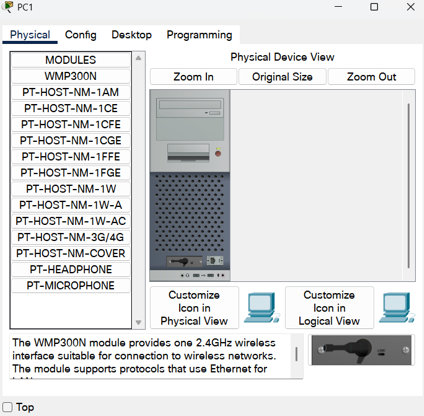 PC1
Physical Config Desktop Programming
MODULES
WMP300N
PT-HOST-NM-1AM
PT-HOST-NM-1CE
PT-HOST-NM-1CFE
PT-HOST-NM-1CGE
PT-HOST-NM-1FFE
PT-HOST-NM-1FGE
PT-HOST-NM-1W
PT-HOST-NM-1W-A
PT-HOST-NM-1W-AC
PT-HOST-NM-3G/4G
PT-HOST-NM-COVER
PT-HEADPHONE
PT-MICROPHONE
Physical Device View
Zoom In Original Size Zoom Out
Customize
Icon in
Physical View
Customize
Icon in
Logical View
The WMP300N module provides one 2.4GHz wireless
interface suitable for connection to wireless networks.
The module supports protocols that use Ethernet for
Top